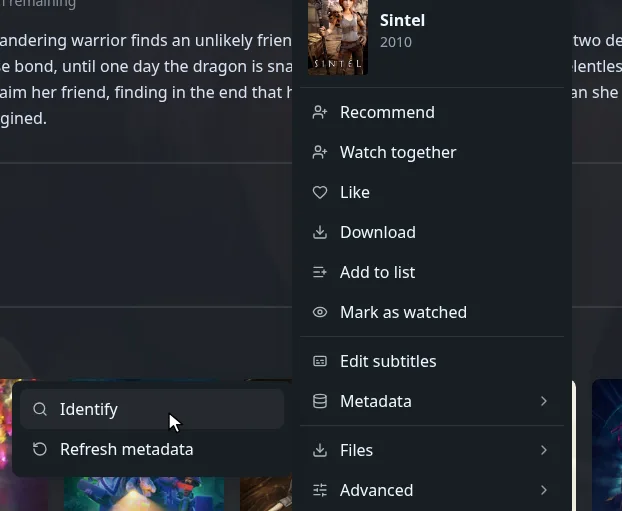 remaining
andering warrior finds an unlikely frien
two de
e bond, until one day the dragon is sna
elentles
aim her friend, finding in the end that h
an she
gined.
SINTEL
Sintel
2010
Recommend
Watch together
Like
Download
Add to list
Mark as watched
Edit subtitles
Metadata
Identify
Refresh metadata
Files
Advanced